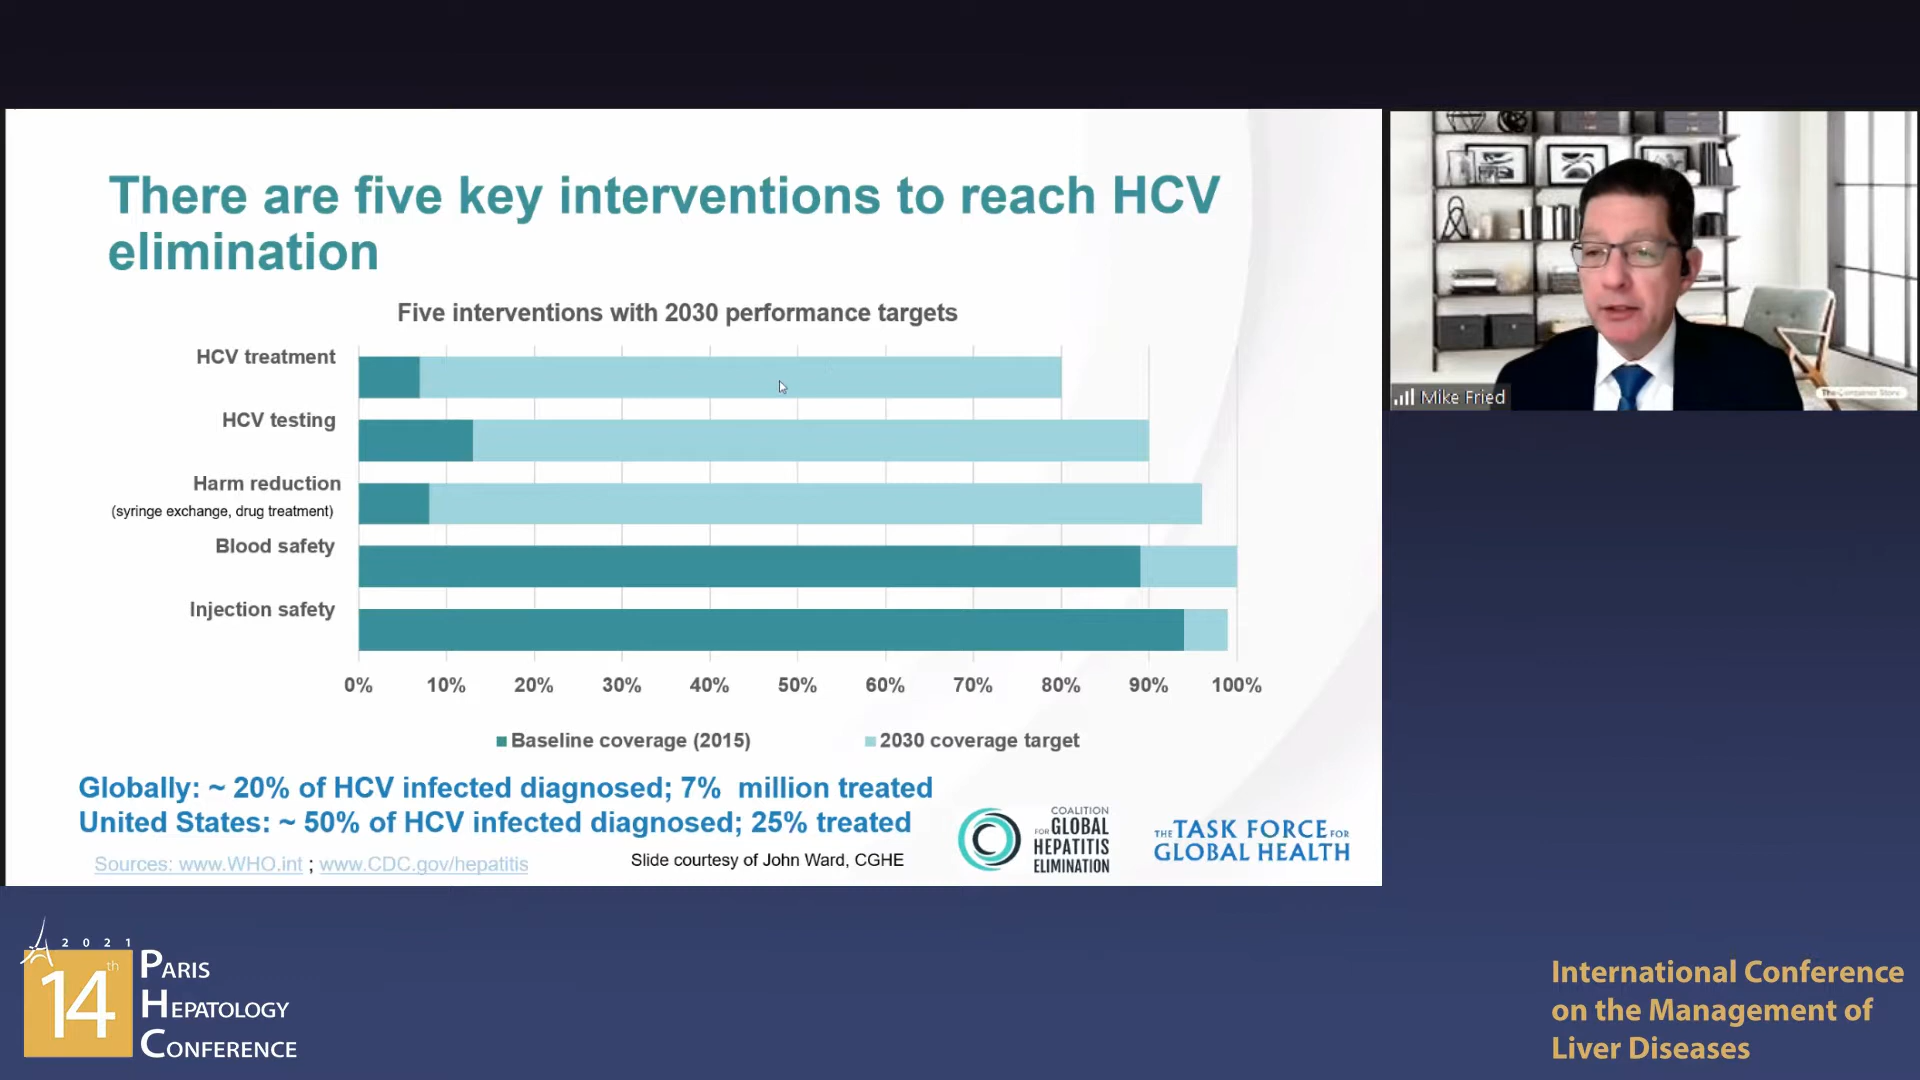 There are five key interventions to reach HCV
elimination
Five interventions with 2030 performance targets
HCV treatment
HCV testing
Harm reduction
(syringe exchange, drug treatment)
Blood safety
Injection safety
0% 10% 20% 30% 40% 50% 60% 70% 80% 90% 100%
Baseline coverage (2015) 2030 coverage target
Globally: ~ 20% of HCV infected diagnosed; 7% million treated
United States: ~ 50% of HCV infected diagnosed; 25% treated
Sources: www.WHO.int ; www.CDC.gov/hepatitis
Slide courtesy of John Ward, CGHE
COALITION
FOR GLOBAL
HEPATITIS
ELIMINATION
THE TASK FORCE FOR
GLOBAL HEALTH
Mike Fried
The Container Store
2021
14th
PARIS
HEPATOLOGY
CONFERENCE
International Conference
on the Management of
Liver Diseases